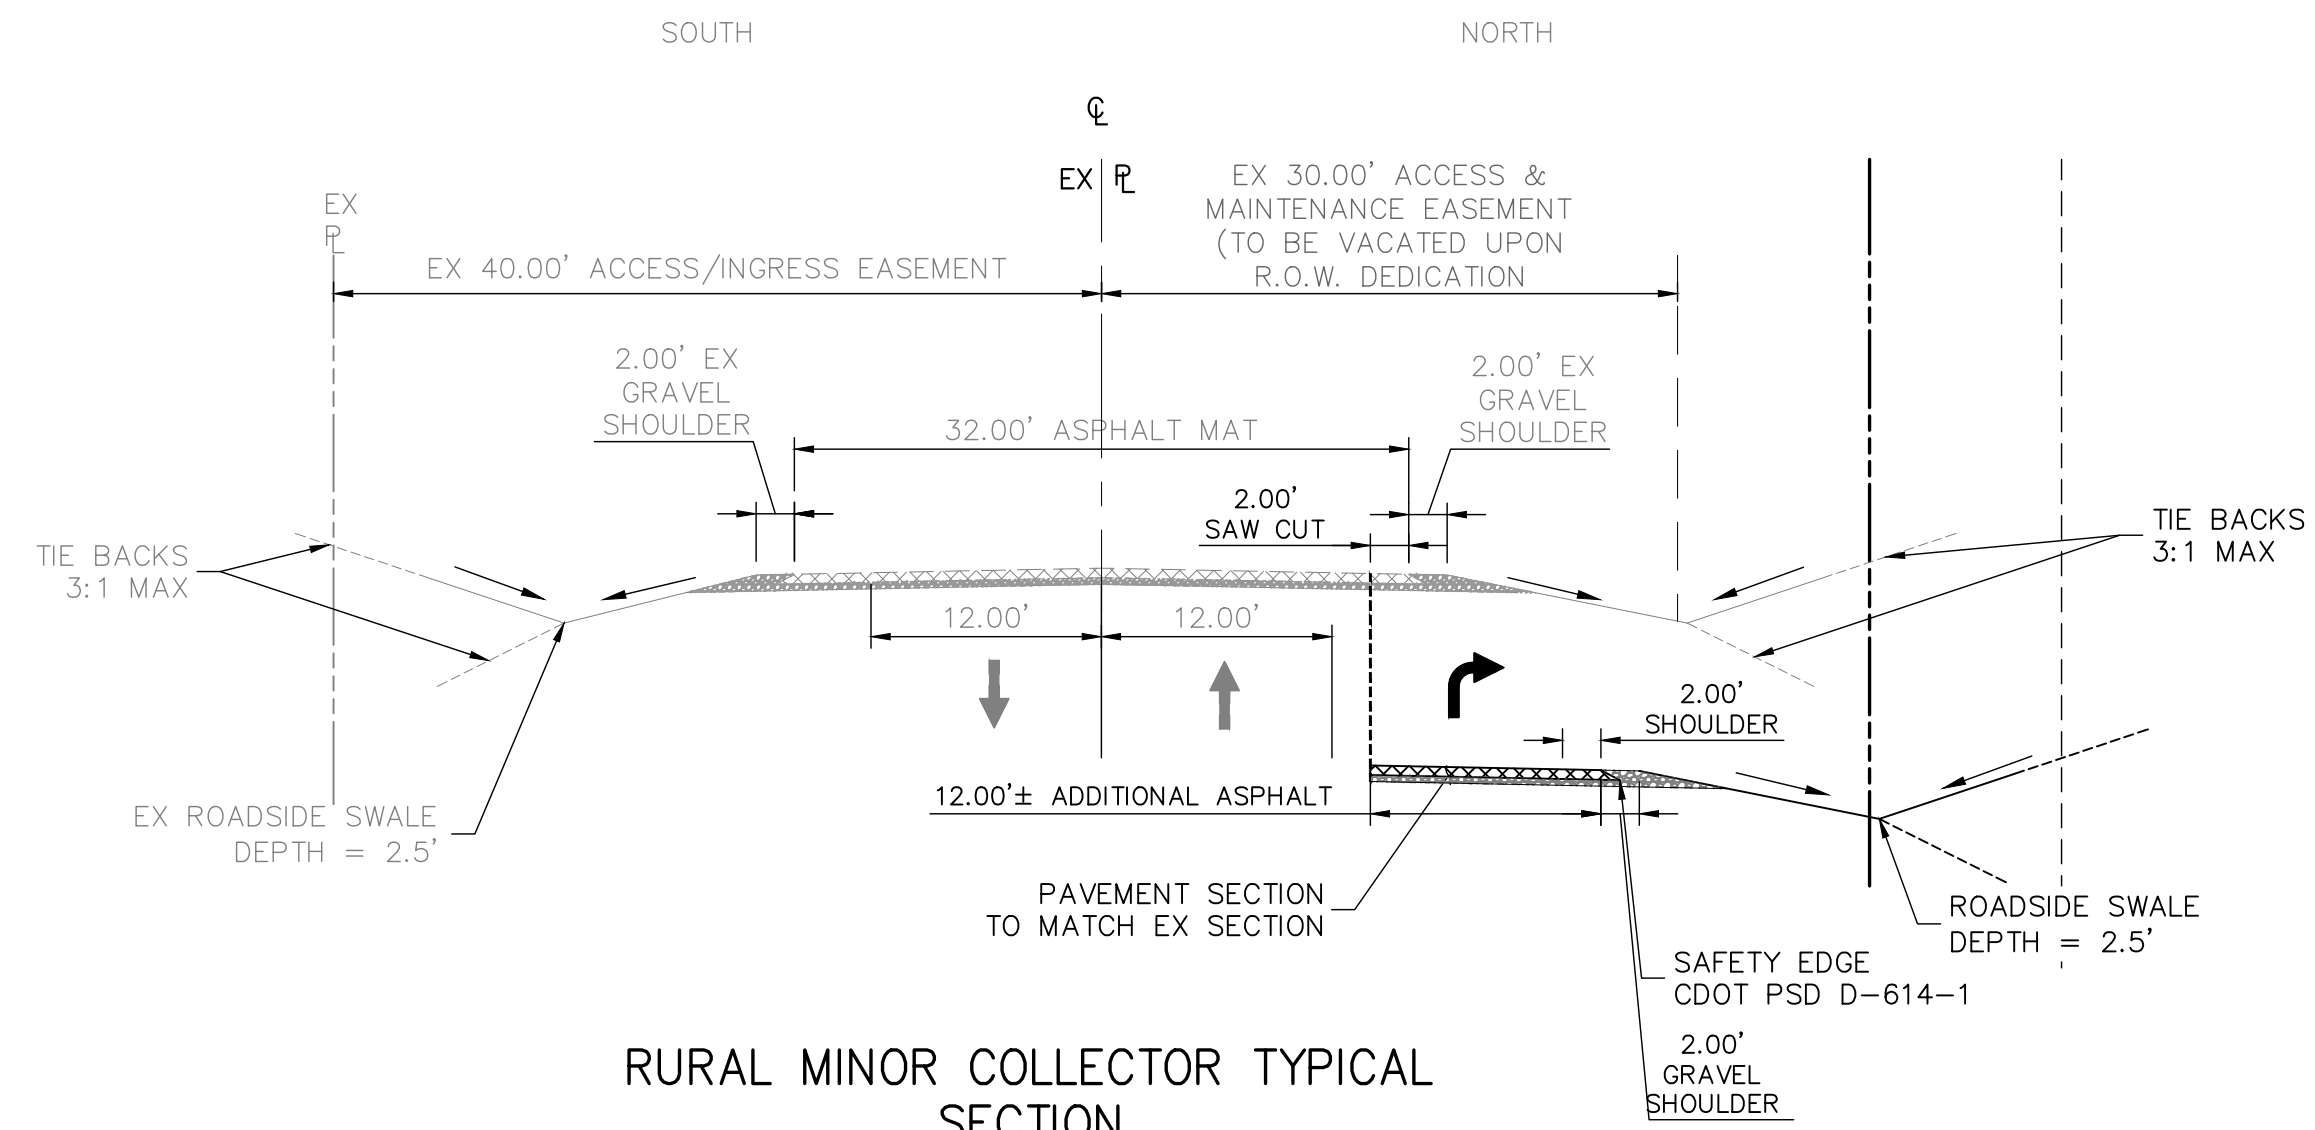 SOUTH
NORTH
℄
EX ⅊
EX 30.00' ACCESS &
MAINTENANCE EASEMENT
(TO BE VACATED UPON
R.O.W. DEDICATION
EX
⅊
EX 40.00' ACCESS/INGRESS EASEMENT
2.00' EX
GRAVEL
SHOULDER
32.00' ASPHALT MAT
2.00' EX
GRAVEL
SHOULDER
2.00'
SAW CUT
TIE BACKS
3:1 MAX
TIE BACKS
3:1 MAX
12.00'
12.00'
2.00'
SHOULDER
12.00'± ADDITIONAL ASPHALT
EX ROADSIDE SWALE
DEPTH = 2.5'
PAVEMENT SECTION
TO MATCH EX SECTION
ROADSIDE SWALE
DEPTH = 2.5'
SAFETY EDGE
CDOT PSD D-614-1
2.00'
GRAVEL
SHOULDER
RURAL MINOR COLLECTOR TYPICAL
SECTION